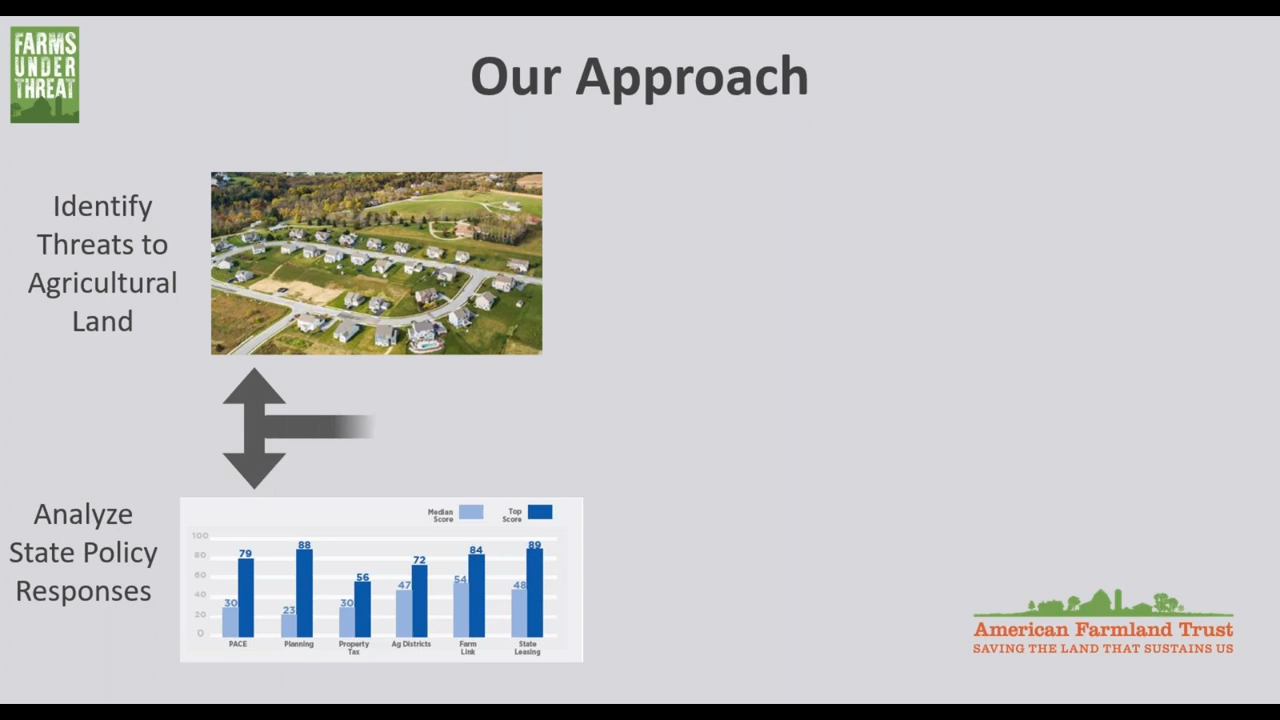 FARMS
UNDER
THREAT
Our Approach
Identify
Threats to
Agricultural
Land
Analyze
State Policy
Responses
Median
Score
Top
Score
100
80
60
40
20
0
30
79
23
88
30
56
47
72
54
84
48
89
PACE
Planning
Property
Tax
Ag Districts
Farm
Link
State
Leasing
American Farmland Trust
SAVING THE LAND THAT SUSTAINS US